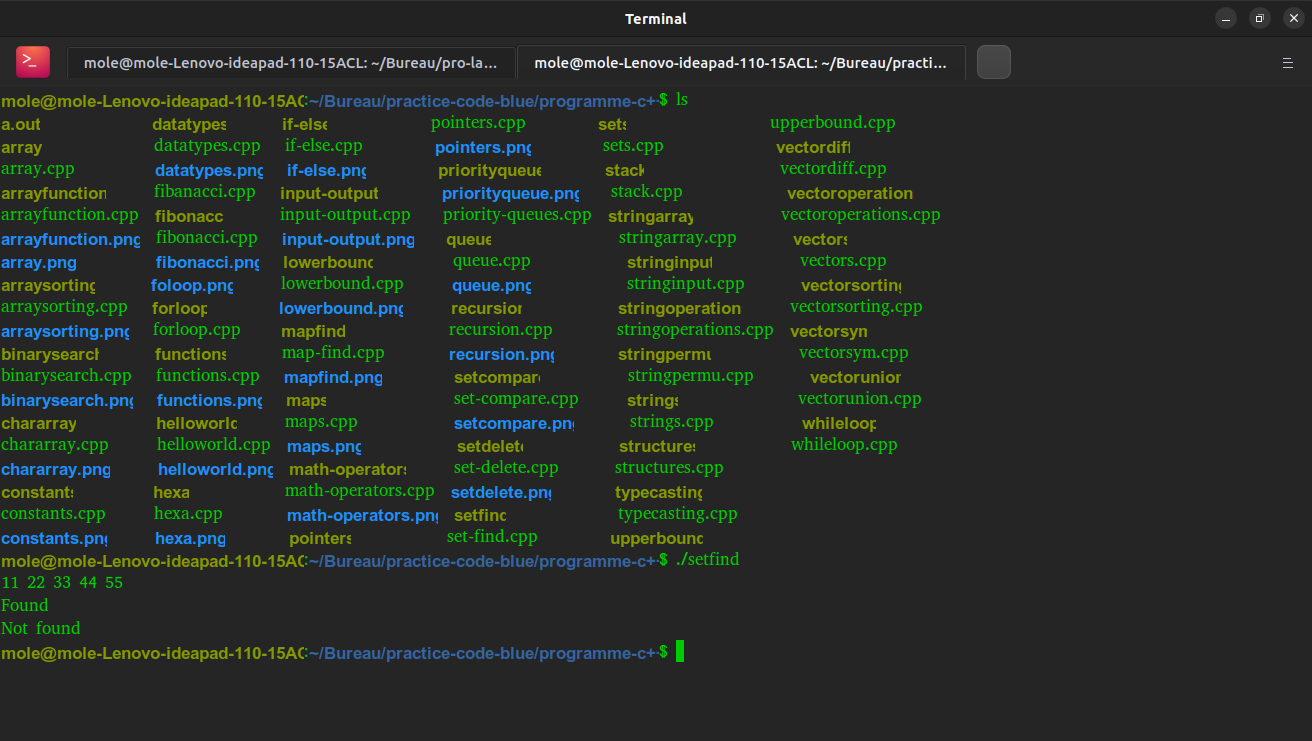 Terminal
mole@mole-Lenovo-ideapad-110-15ACL: ~/Bureau/pro-la... mole@mole-Lenovo-ideapad-110-15ACL: ~/Bureau/practi...
mole@mole-Lenovo-ideapad-110-15AC:~/Bureau/practice-code-blue/programme-c+$ ls
a.out datatypes if-else pointers.cpp sets upperbound.cpp
array datatypes.cpp if-else.cpp pointers.png sets.cpp vectordiff
array.cpp datatypes.png if-else.png priorityqueue stack vectordiff.cpp
arrayfunction fibanacci.cpp input-output priorityqueue.png stack.cpp vectoroperation
arrayfunction.cpp fibonacc input-output.cpp priority-queues.cpp stringarray vectoroperations.cpp
arrayfunction.png fibonacci.cpp input-output.png queue stringarray.cpp vectors
array.png fibonacci.png lowerbound queue.cpp stringinput vectors.cpp
arraysorting foloop.png lowerbound.cpp queue.png stringinput.cpp vectorsorting
arraysorting.cpp forloop lowerbound.png recursion stringoperation vectorsorting.cpp
arraysorting.png forloop.cpp mapfind recursion.cpp stringoperations.cpp vectorsyn
binarysearch functions map-find.cpp recursion.png stringpermu vectorsym.cpp
binarysearch.cpp functions.cpp mapfind.png setcompare stringpermu.cpp vectorunion
binarysearch.png functions.png maps set-compare.cpp strings vectorunion.cpp
chararray helloworld maps.cpp setcompare.png strings.cpp whileloop
chararray.cpp helloworld.cpp maps.png setdelete structures whileloop.cpp
chararray.png helloworld.png math-operators set-delete.cpp structures.cpp
constants hexa math-operators.cpp setdelete.png typecasting
constants.cpp hexa.cpp math-operators.png setfind typecasting.cpp
constants.png hexa.png pointers set-find.cpp upperbound
mole@mole-Lenovo-ideapad-110-15AC:~/Bureau/practice-code-blue/programme-c+$ ./setfind
11 22 33 44 55
Found
Not found
mole@mole-Lenovo-ideapad-110-15AC:~/Bureau/practice-code-blue/programme-c+$